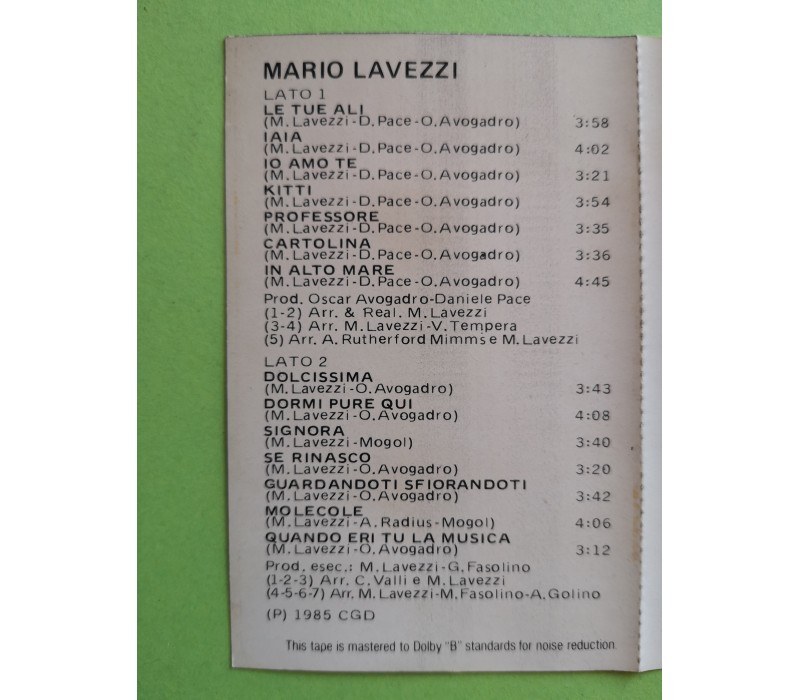 MARIO LAVEZZI
LATO 1
LE TUE ALI
(M. Lavezzi-D. Pace-O. Avogadro) 3:58
IAIA
(M. Lavezzi-D. Pace-O. Avogadro) 4:02
IO AMO TE
(M. Lavezzi-D. Pace-O. Avogadro) 3:21
KITTI
(M. Lavezzi-D. Pace-O. Avogadro) 3:54
PROFESSORE
(M. Lavezzi-D. Pace-O. Avogadro) 3:35
CARTOLINA
(M. Lavezzi-D. Pace-O. Avogadro) 3:36
IN ALTO MARE
(M. Lavezzi-D. Pace-O. Avogadro) 4:45
Prod. Oscar Avogadro-Daniele Pace
(1-2) Arr. & Real. M. Lavezzi
(3-4) Arr. M. Lavezzi-V. Tempera
(5) Arr. A. Rutherford Mimms e M. Lavezzi
LATO 2
DOLCISSIMA
(M. Lavezzi-O. Avogadro) 3:43
DORMI PURE QUI
(M. Lavezzi-O. Avogadro) 4:08
SIGNORA
(M. Lavezzi-Mogol) 3:40
SE RINASCO
(M. Lavezzi-O. Avogadro) 3:20
GUARDANDOTI SFIORANDOTI
(M. Lavezzi-O. Avogadro) 3:42
MOLECOLE
(M. Lavezzi-A. Radius-Mogol) 4:06
QUANDO ERI TU LA MUSICA
(M. Lavezzi-O. Avogadro) 3:12
Prod. esec.: M. Lavezzi-G. Fasolino
(1-2-3) Arr. C. Valli e M. Lavezzi
(4-5-6-7) Arr. M. Lavezzi-M. Fasolino-A. Golino
(P) 1985 CGD
This tape is mastered to Dolby "B" standards for noise reduction